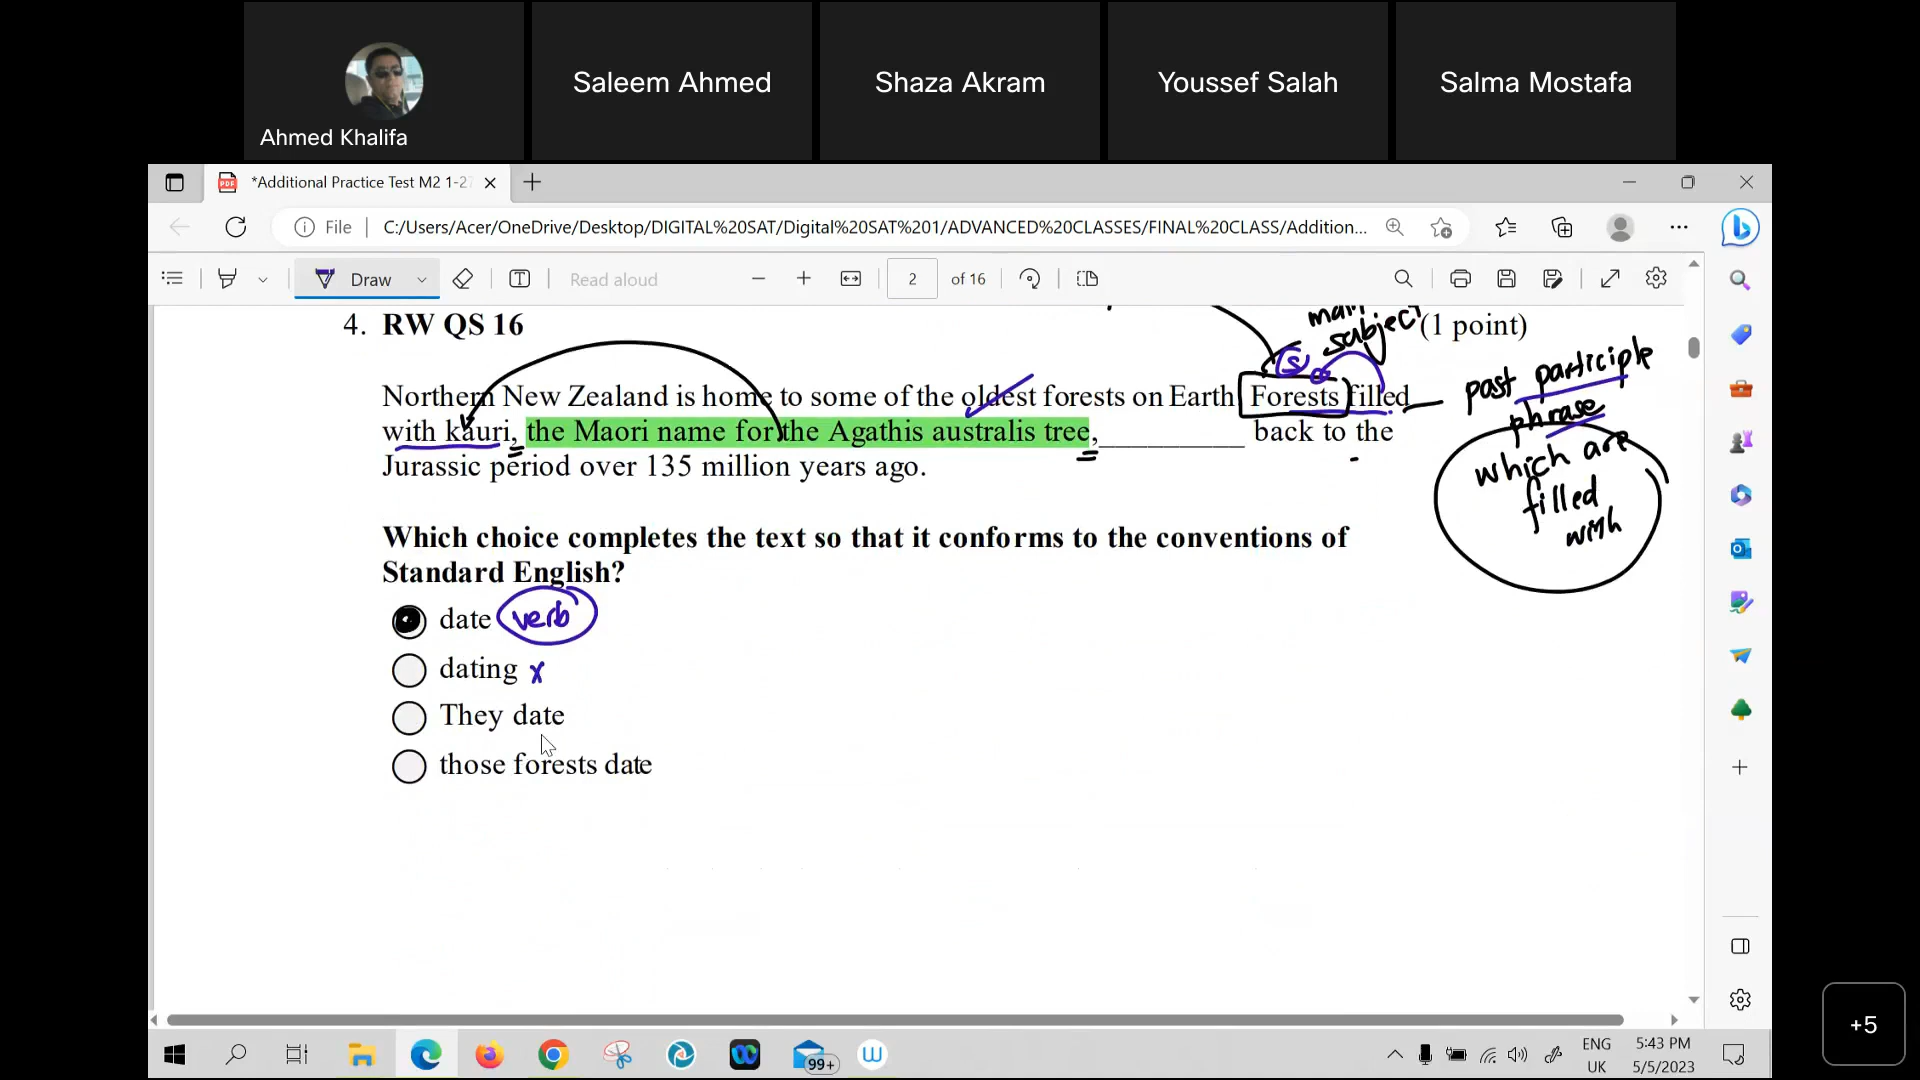 Ahmed Khalifa
Saleem Ahmed
Shaza Akram
Youssef Salah
Salma Mostafa
*Additional Practice Test M2 1-27
File
C:/Users/Acer/OneDrive/Desktop/DIGITAL%20SAT/Digital%20SAT%201/ADVANCED%20CLASSES/FINAL%20CLASS/Addition...
Draw
Read aloud
2 of 16
4. RW QS 16
main
subject
(1 point)
S
Northern New Zealand is home to some of the oldest forests on Earth Forests filled
with kauri, the Maori name for the Agathis australis tree,__________ back to the
Jurassic period over 135 million years ago.
past participle
phrase
which are
filled
with
Which choice completes the text so that it conforms to the conventions of
Standard English?
date verb
dating x
They date
those forests date
+5
99+
ENG
UK
5:43 PM
5/5/2023